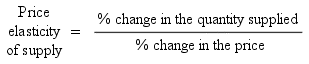 Price
elasticity
of supply
=
% change in the quantity supplied
% change in the price